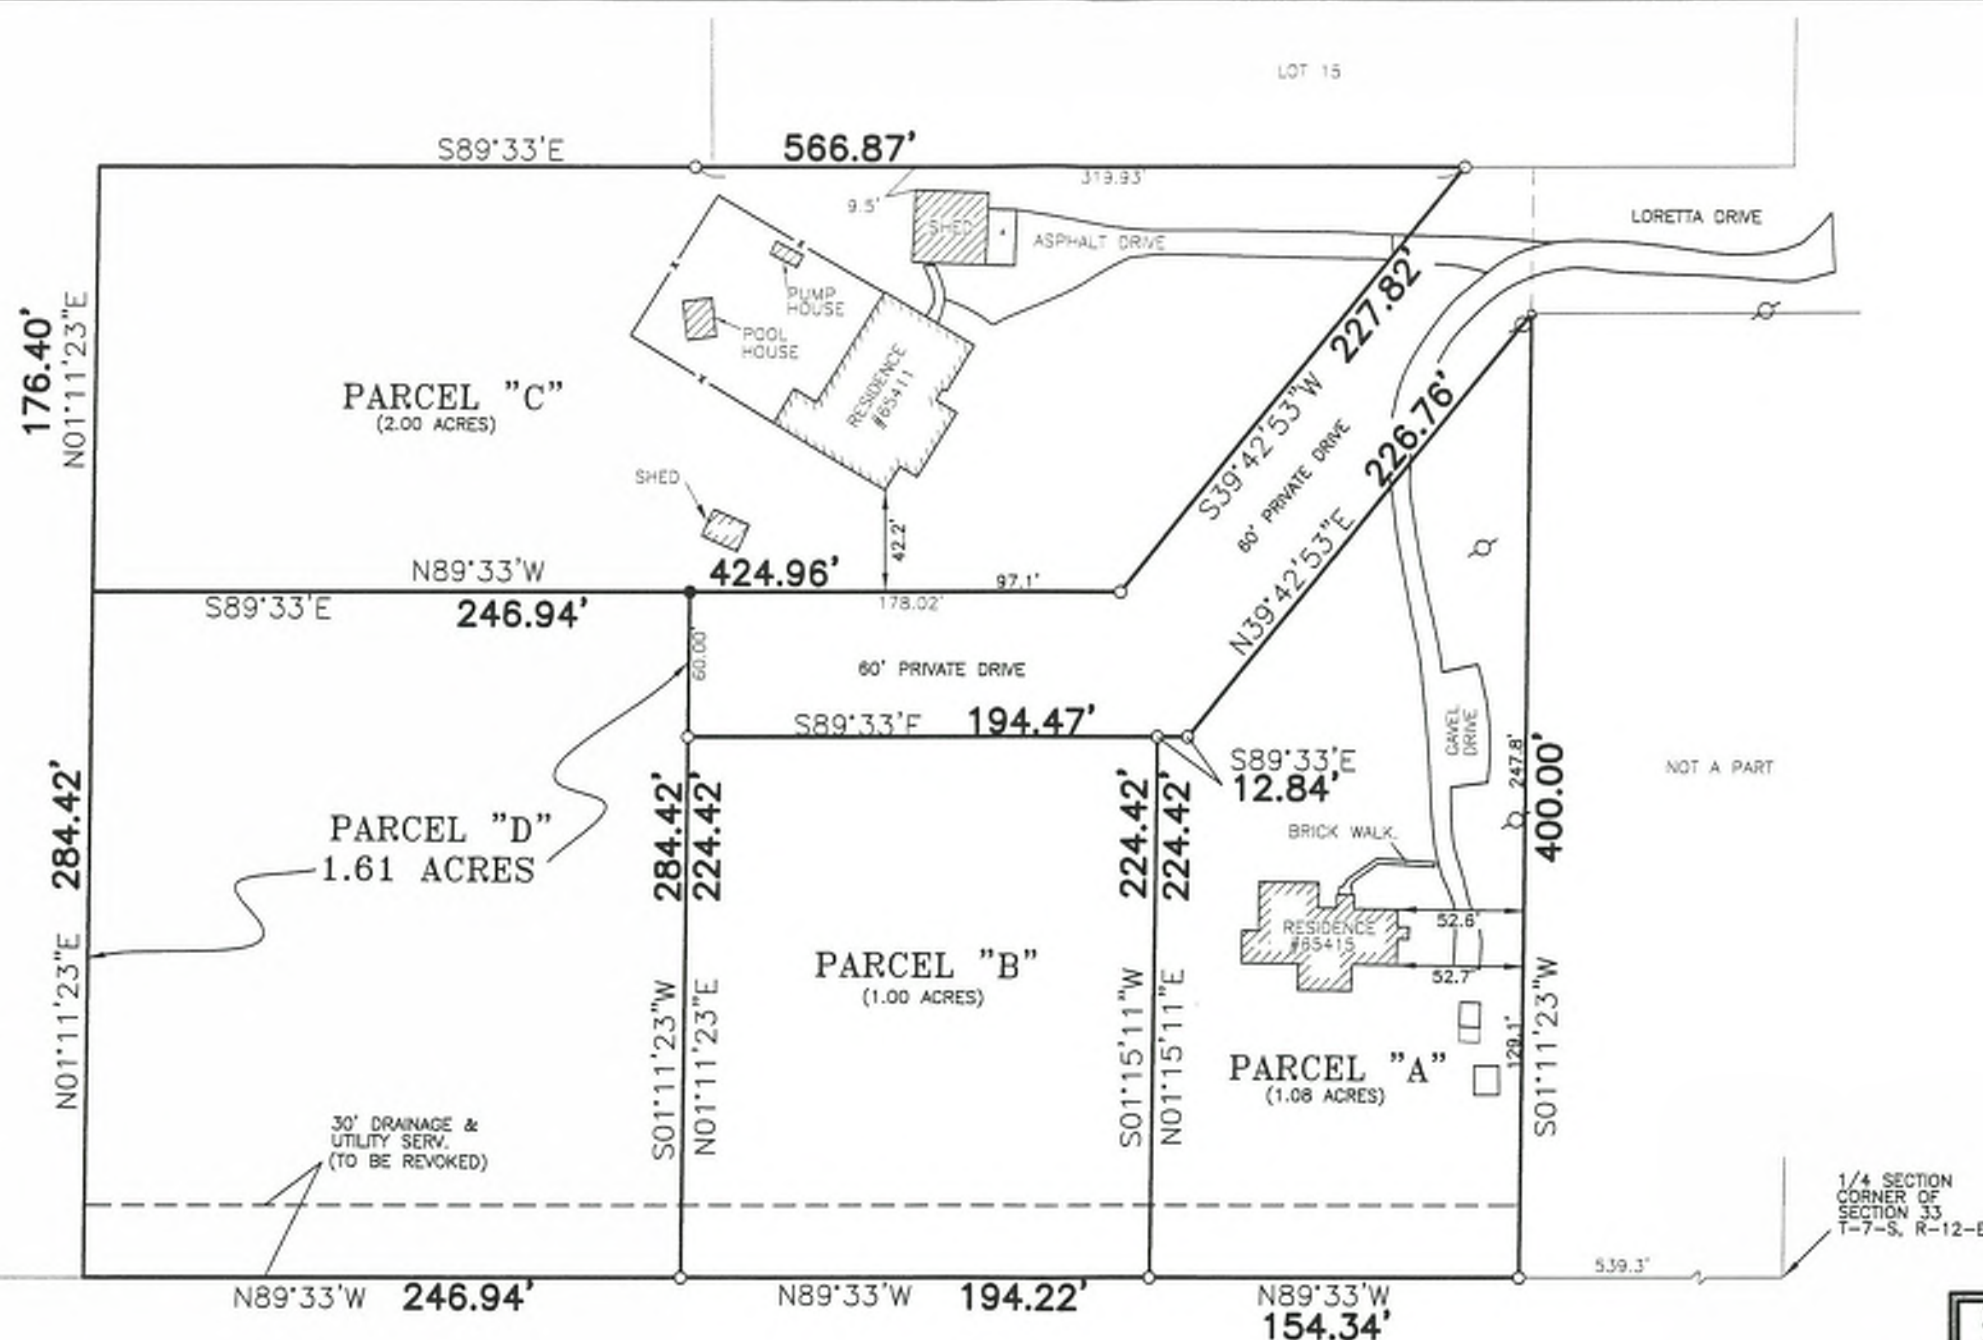 LOT 15
S89°33'E
566.87'
319.93'
9.5'
SHED
ASPHALT DRIVE
LORETTA DRIVE
176.40'
N01°11'23"E
PUMP
HOUSE
POOL
HOUSE
RESIDENCE
#65411
PARCEL "C"
(2.00 ACRES)
SHED
42.2'
227.82'
S39°42'53"W
60' PRIVATE DRIVE
226.76'
N39°42'53"E
N89°33'W
424.96'
97.1'
S89°33'E
246.94'
178.02'
60.00'
60' PRIVATE DRIVE
S89°33'E
194.47'
S89°33'E
12.84'
GAVEL
DRIVE
247.8'
400.00'
NOT A PART
284.42'
N01°11'23"E
PARCEL "D"
1.61 ACRES
284.42'
224.42'
S01°11'23"W
N01°11'23"E
PARCEL "B"
(1.00 ACRES)
224.42'
224.42'
S01°15'11"W
N01°15'11"E
BRICK WALK
RESIDENCE
#65415
52.6'
52.7'
129.1'
S01°11'23"W
PARCEL "A"
(1.08 ACRES)
30' DRAINAGE &
UTILITY SERV.
(TO BE REVOKED)
1/4 SECTION
CORNER OF
SECTION 33
T-7-S, R-12-E
539.3'
N89°33'W
246.94'
N89°33'W
194.22'
N89°33'W
154.34'